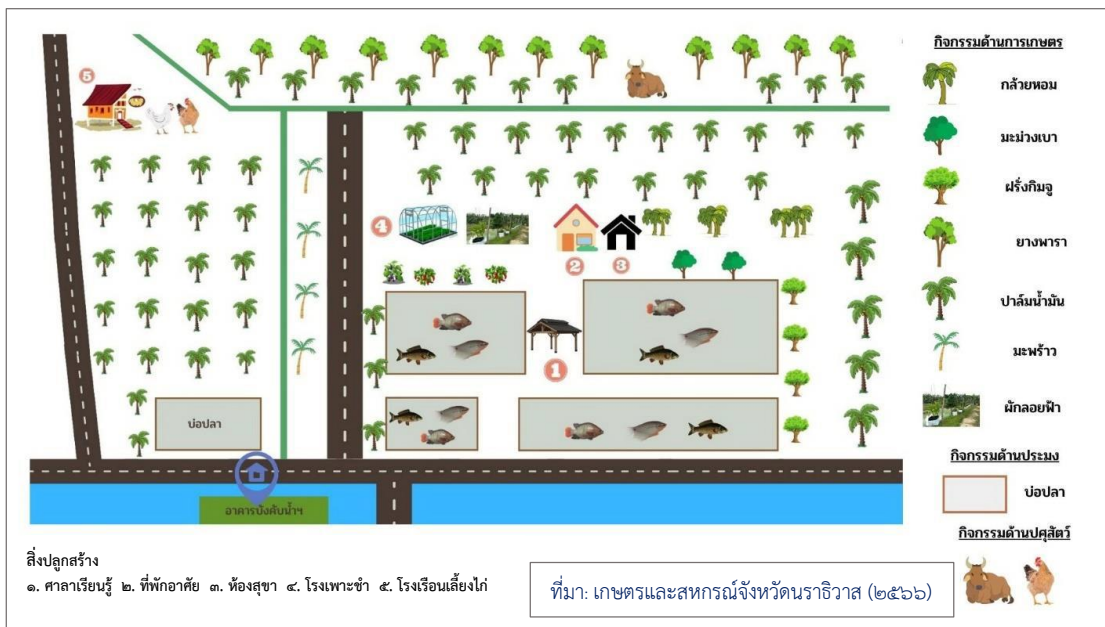 กิจกรรมด้านการเกษตร
กล้วยหอม
มะม่วงเบา
ฝรั่งกิมจู
ยางพารา
ปาล์มน้ำมัน
มะพร้าว
ผักลอยฟ้า
กิจกรรมด้านประมง
บ่อปลา
กิจกรรมด้านปศุสัตว์
5
4
2
3
1
บ่อปลา
อาคารบังคับน้ำฯ
สิ่งปลูกสร้าง
๑. ศาลาเรียนรู้ ๒. ที่พักอาศัย ๓. ห้องสุขา ๔. โรงเพาะชำ ๕. โรงเรือนเลี้ยงไก่
ที่มา: เกษตรและสหกรณ์จังหวัดนราธิวาส (๒๕๖๖)